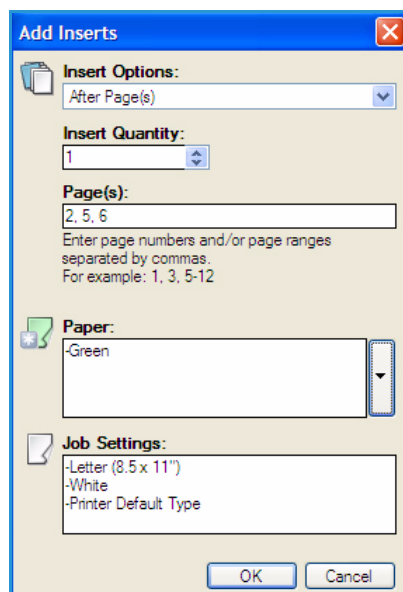 Add Inserts
Insert Options:
After Page(s)
Insert Quantity:
1
Page(s):
2, 5, 6
Enter page numbers and/or page ranges
separated by commas.
For example: 1, 3, 5-12
Paper:
-Green
Job Settings:
-Letter (8.5 x 11")
-White
-Printer Default Type
OK Cancel